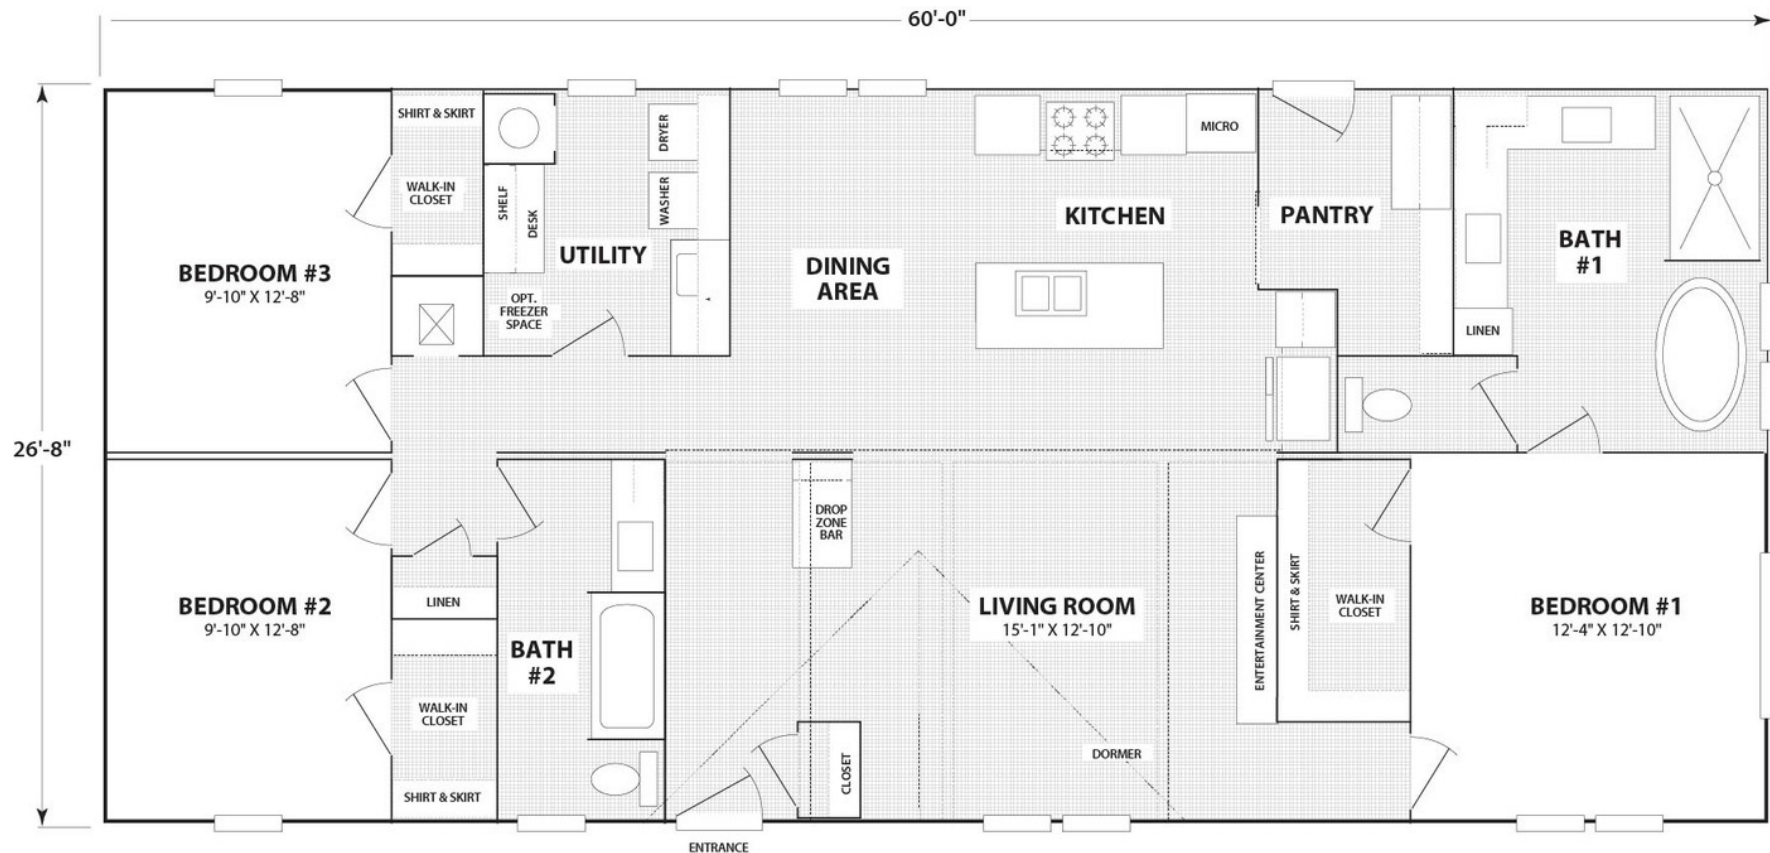 60'-0"
26'-8"
BEDROOM #3
9'-10" X 12'-8"
SHIRT & SKIRT
WALK-IN
CLOSET
SHELF
DESK
OPT.
FREEZER
SPACE
UTILITY
DRYER
WASHER
DINING
AREA
KITCHEN
MICRO
PANTRY
BATH
#1
LINEN
BEDROOM #2
9'-10" X 12'-8"
LINEN
WALK-IN
CLOSET
SHIRT & SKIRT
BATH
#2
DROP
ZONE
BAR
CLOSET
ENTRANCE
LIVING ROOM
15'-1" X 12'-10"
DORMER
ENTERTAINMENT CENTER
SHIRT & SKIRT
WALK-IN
CLOSET
BEDROOM #1
12'-4" X 12'-10"